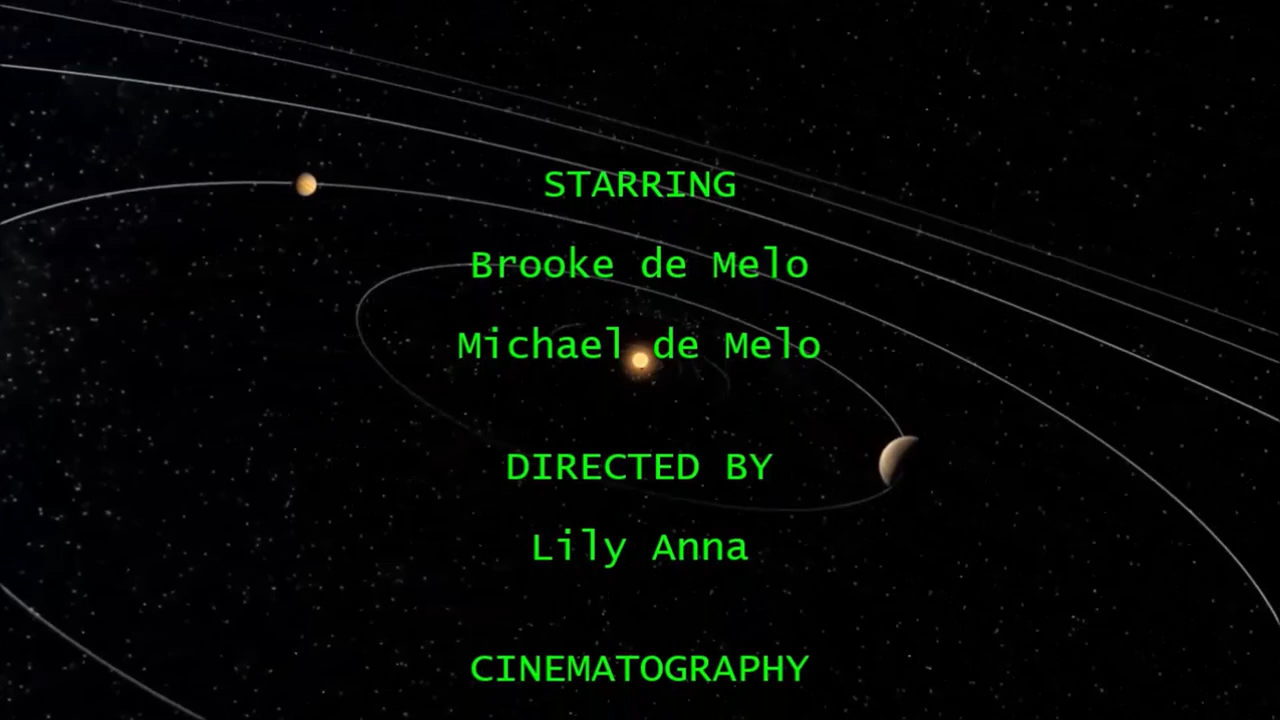 STARRING
Brooke de Melo
Michael de Melo
DIRECTED BY
Lily Anna
CINEMATOGRAPHY